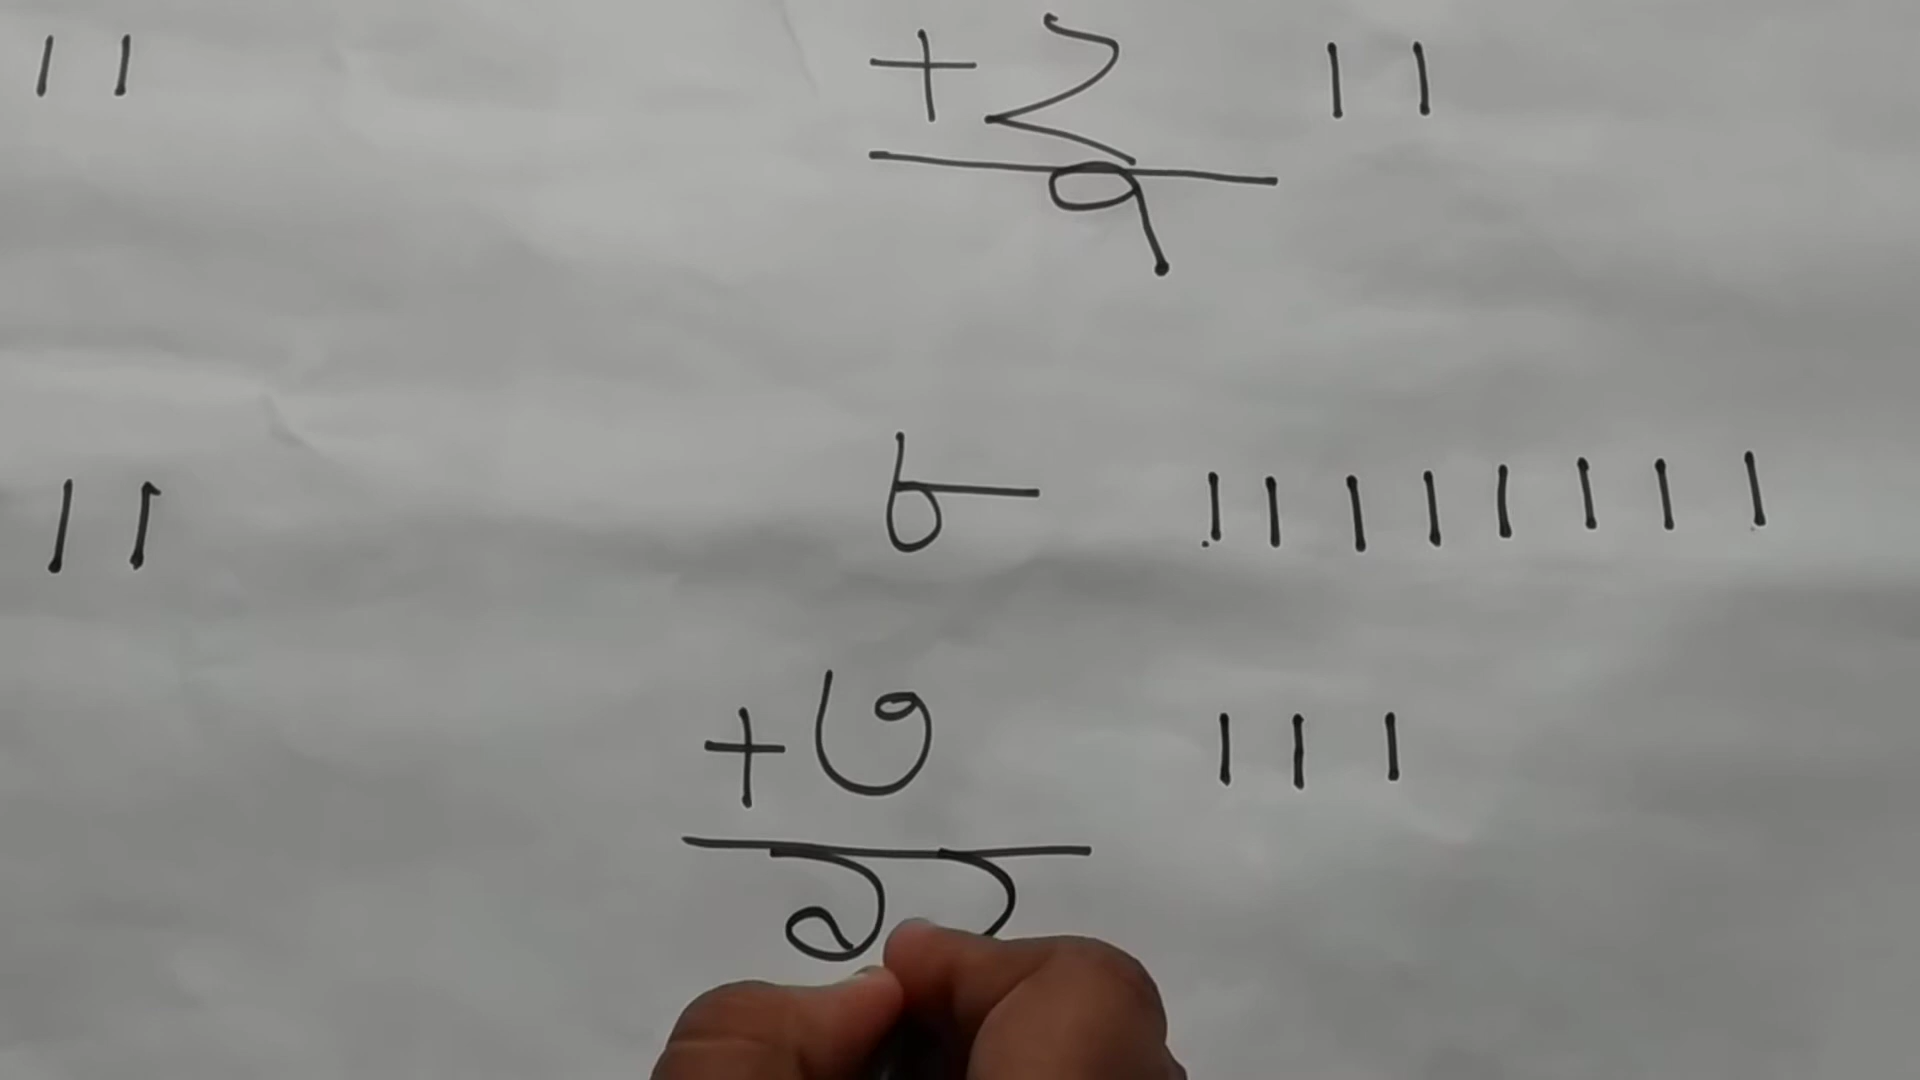 | | + ২ | |
৭
| | ৮ | | | | | | | |
+ ৩ | | |
১১